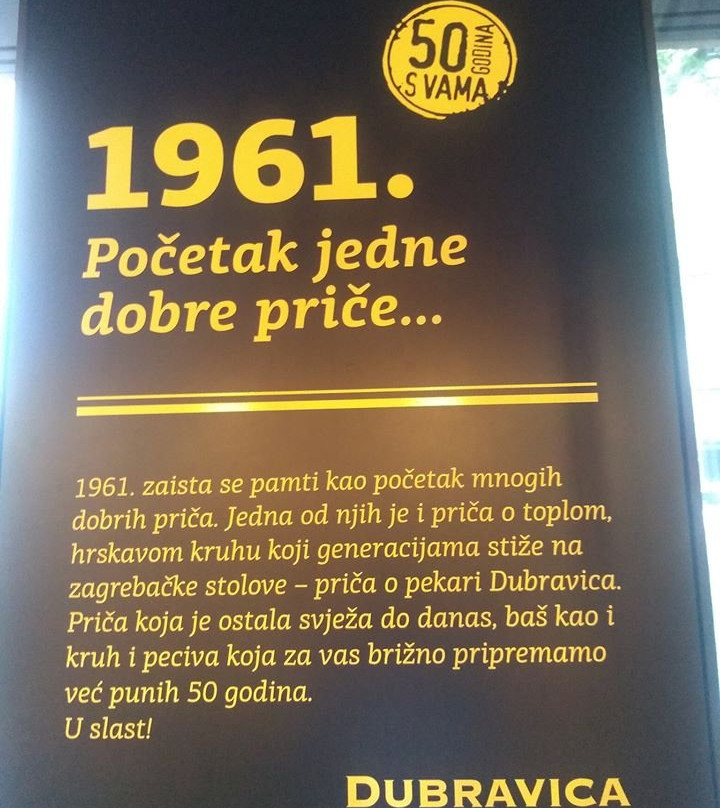 50 GODINA
S VAMA
1961.
Početak jedne
dobre priče...
1961. zaista se pamti kao početak mnogih
dobrih priča. Jedna od njih je i priča o toplom,
hrskavom kruhu koji generacijama stiže na
zagrebačke stolove – priča o pekari Dubravica.
Priča koja je ostala svježa do danas, baš kao i
kruh i peciva koja za vas brižno pripremamo
već punih 50 godina.
U slast!
DUBRAVICA